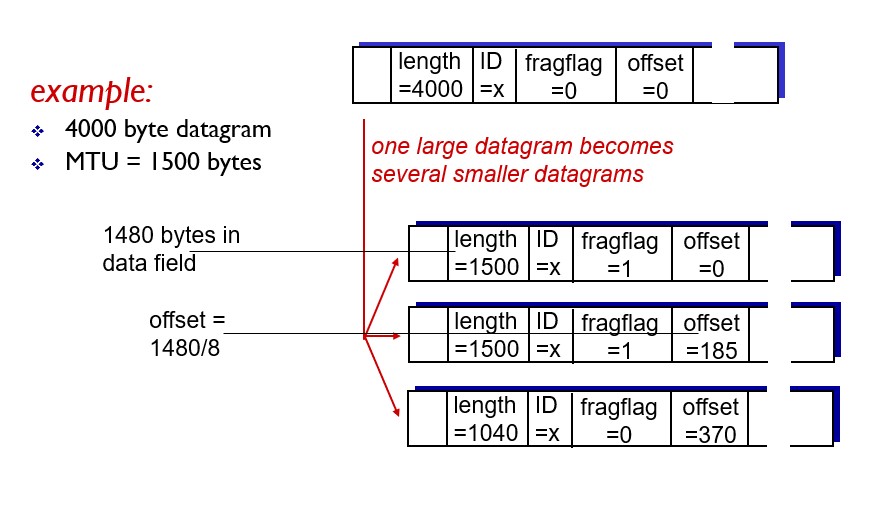 length ID fragflag offset
=4000 =x =0 =0
example:
4000 byte datagram
MTU = 1500 bytes
one large datagram becomes
several smaller datagrams
1480 bytes in
data field
length ID fragflag offset
=1500 =x =1 =0
offset =
1480/8
length ID fragflag offset
=1500 =x =1 =185
length ID fragflag offset
=1040 =x =0 =370